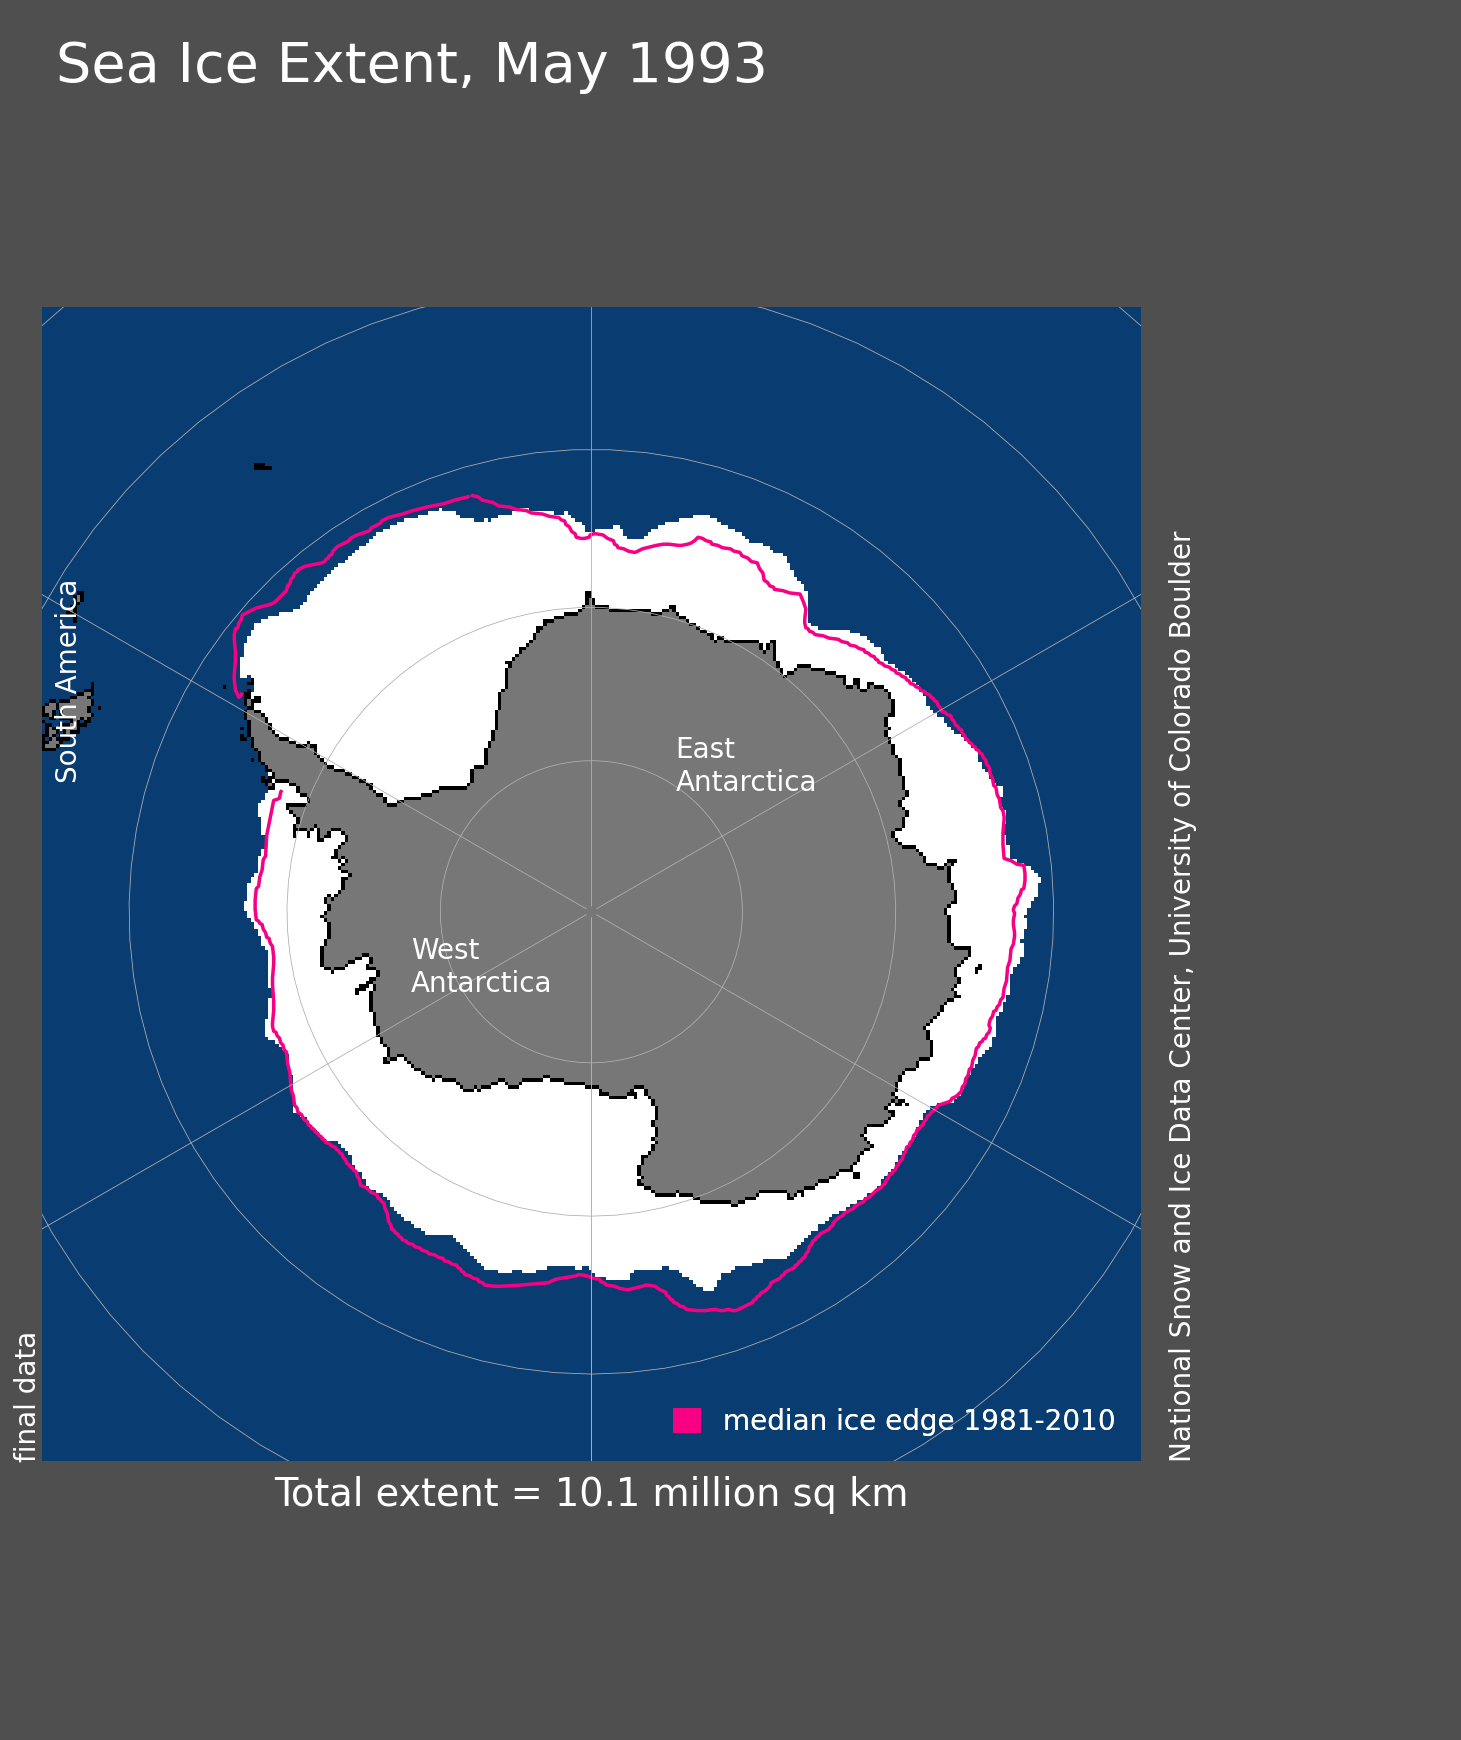 Sea Ice Extent, May 1993
South America
East
Antarctica
West
Antarctica
final data
median ice edge 1981-2010
National Snow and Ice Data Center, University of Colorado Boulder
Total extent = 10.1 million sq km